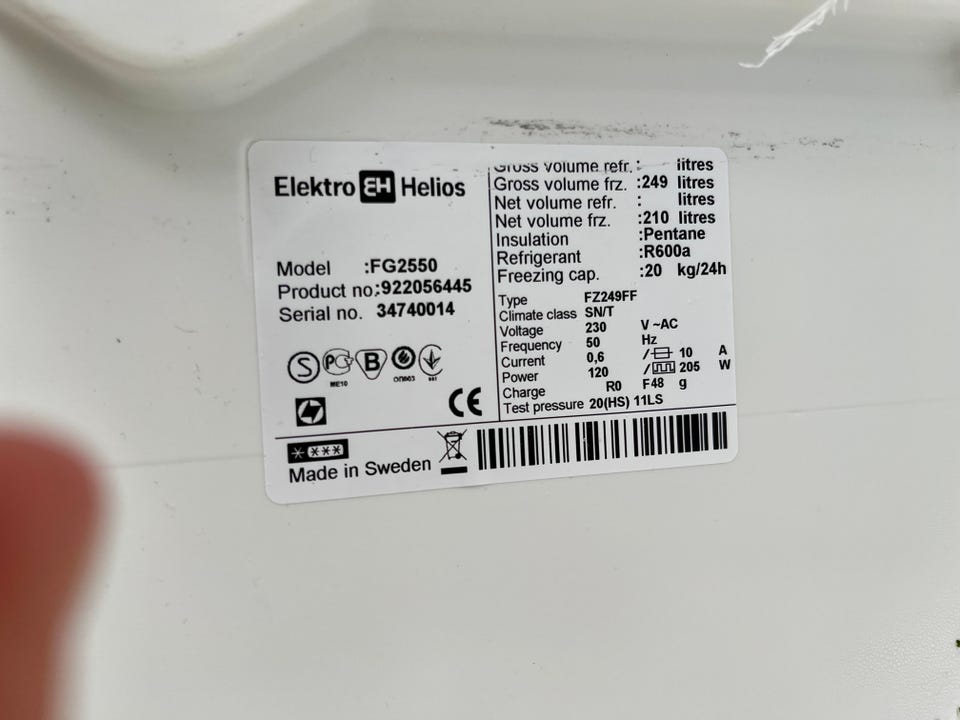 Elektro EH Helios
Model :FG2550
Product no.:922056445
Serial no. 34740014
S
PG
ME10
B
***
Made in Sweden
CE
Gross volume refr. : litres
Gross volume frz. :249 litres
Net volume refr. : litres
Net volume frz. :210 litres
Insulation :Pentane
Refrigerant :R600a
Freezing cap. :20 kg/24h
Type FZ249FF
Climate class SN/T
Voltage 230 V ~AC
Frequency 50 Hz
Current 0,6 / 10 A
Power 120 / 205 W
Charge R0 F48 g
Test pressure 20(HS) 11LS